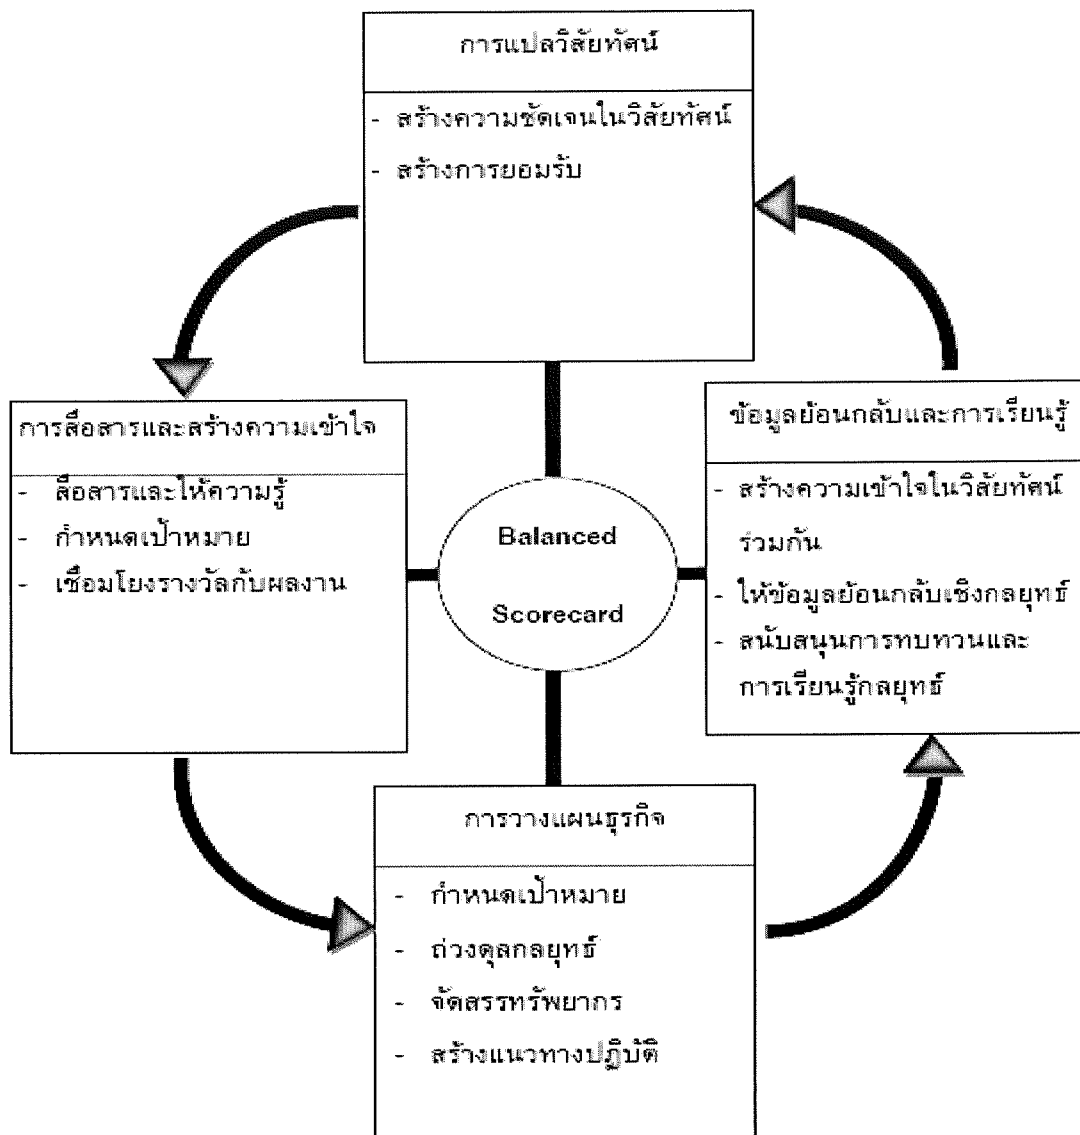 การแปลวิสัยทัศน์
- สร้างความชัดเจนในวิสัยทัศน์
- สร้างการยอมรับ
การสื่อสารและสร้างความเข้าใจ
- สื่อสารและให้ความรู้
- กำหนดเป้าหมาย
- เชื่อมโยงรางวัลกับผลงาน
Balanced
Scorecard
ข้อมูลย้อนกลับและการเรียนรู้
- สร้างความเข้าใจในวิสัยทัศน์
ร่วมกัน
- ให้ข้อมูลย้อนกลับเชิงกลยุทธ์
- สนับสนุนการทบทวนและ
การเรียนรู้กลยุทธ์
การวางแผนธุรกิจ
- กำหนดเป้าหมาย
- ถ่วงดุลกลยุทธ์
- จัดสรรทรัพยากร
- สร้างแนวทางปฏิบัติ